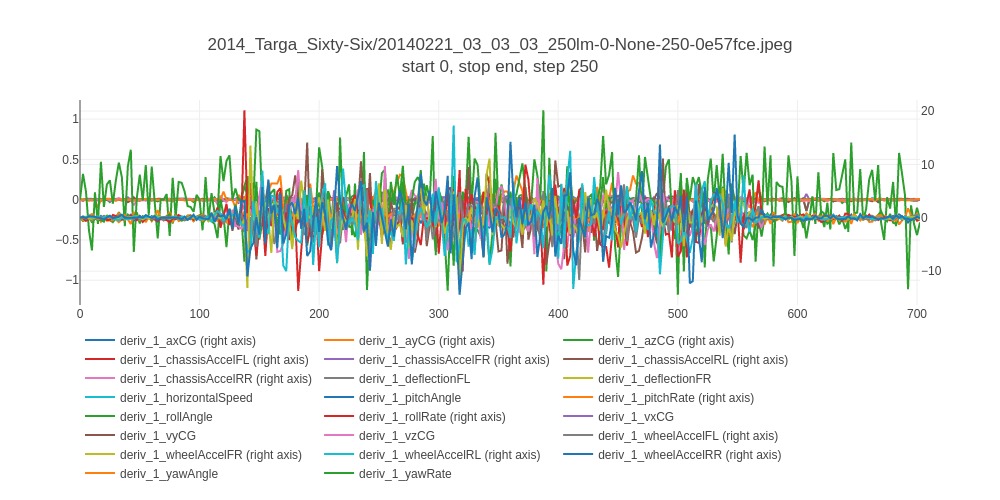 2014_Targa_Sixty-Six/20140221_03_03_03_250lm-0-None-250-0e57fce.jpeg
start 0, stop end, step 250
1
0.5
0
−0.5
−1
20
10
0
−10
0 100 200 300 400 500 600 700
deriv_1_axCG (right axis) deriv_1_ayCG (right axis) deriv_1_azCG (right axis)
deriv_1_chassisAccelFL (right axis) deriv_1_chassisAccelFR (right axis) deriv_1_chassisAccelRL (right axis)
deriv_1_chassisAccelRR (right axis) deriv_1_deflectionFL deriv_1_deflectionFR
deriv_1_horizontalSpeed deriv_1_pitchAngle deriv_1_pitchRate (right axis)
deriv_1_rollAngle deriv_1_rollRate (right axis) deriv_1_vxCG
deriv_1_vyCG deriv_1_vzCG deriv_1_wheelAccelFL (right axis)
deriv_1_wheelAccelFR (right axis) deriv_1_wheelAccelRL (right axis) deriv_1_wheelAccelRR (right axis)
deriv_1_yawAngle deriv_1_yawRate